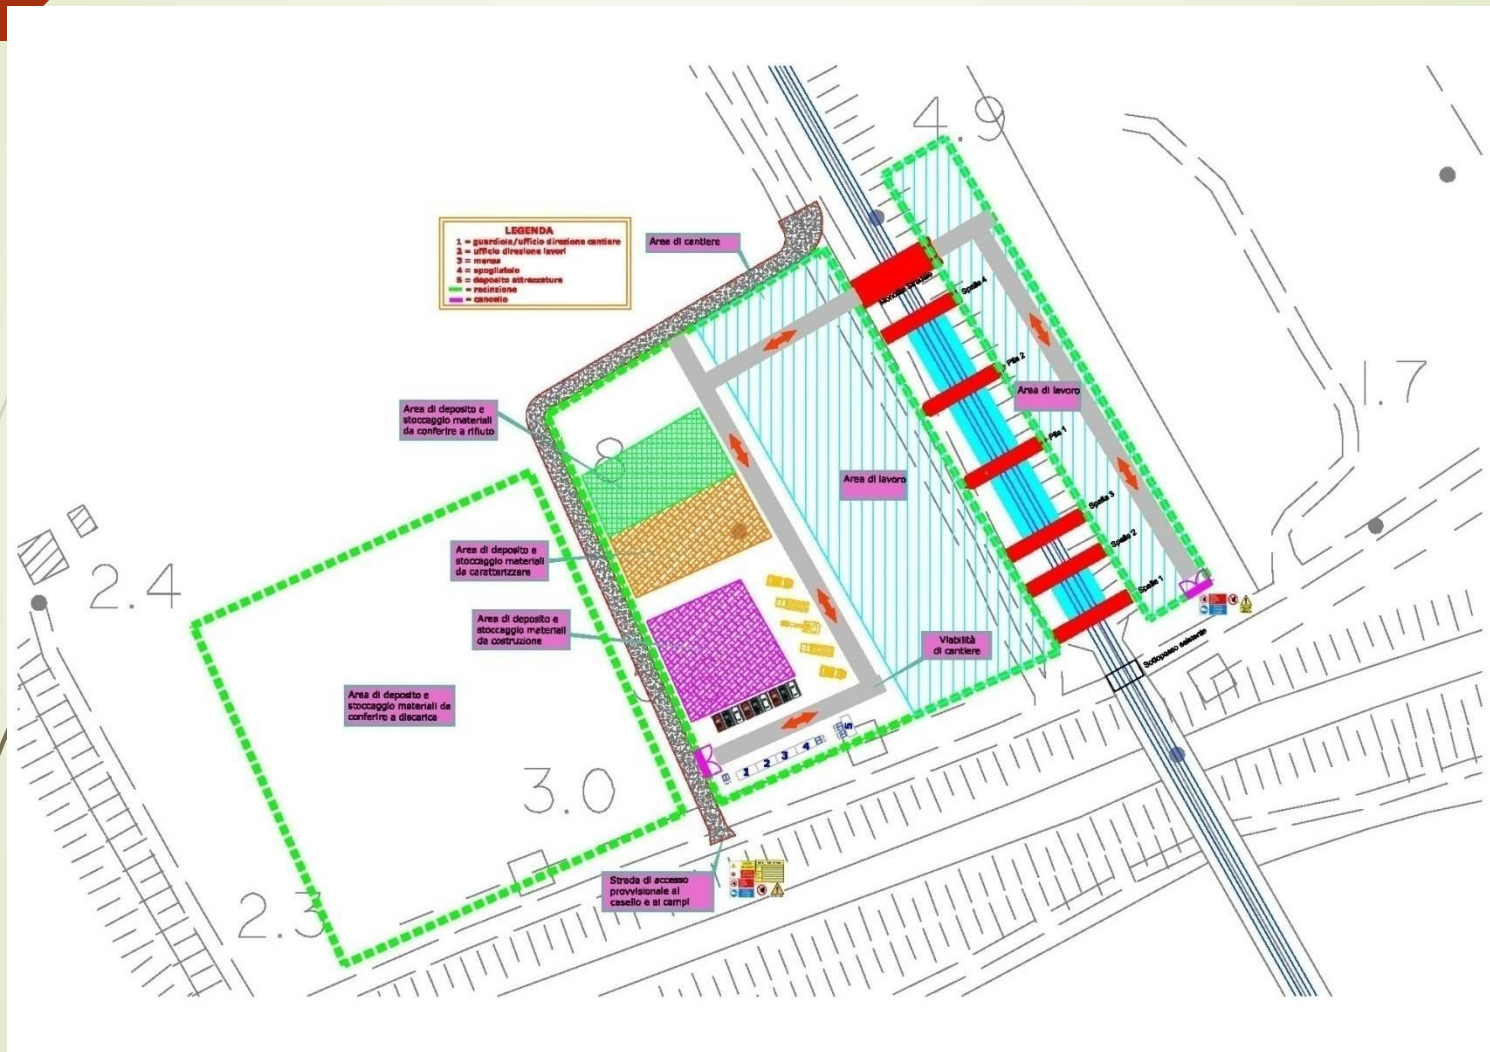 4.9
LEGENDA
1 = guardiola/ufficio direzione cantiere
2 = ufficio direzione lavori
3 = mensa
4 = spogliatoio
5 = deposito attrezzature
= recinzione
= cancello
Area di cantiere
Monolite
Spalla 4
Pila 2
Area di lavoro
1.7
Area di deposito e
stoccaggio materiali
da conferire a rifiuto
8
Pila 1
Area di lavoro
Spalla 3
Spalla 2
Spalla 1
Area di deposito e
stoccaggio materiali
da caratterizzare
2.4
Area di deposito e
stoccaggio materiali
da costruzione
Viabilità
di cantiere
Sottopasso esistente
Area di deposito e
stoccaggio materiali da
conferire a discarica
1 2 3 4 5
3.0
2.3
Strada di accesso
provvisionale al
casello e ai campi